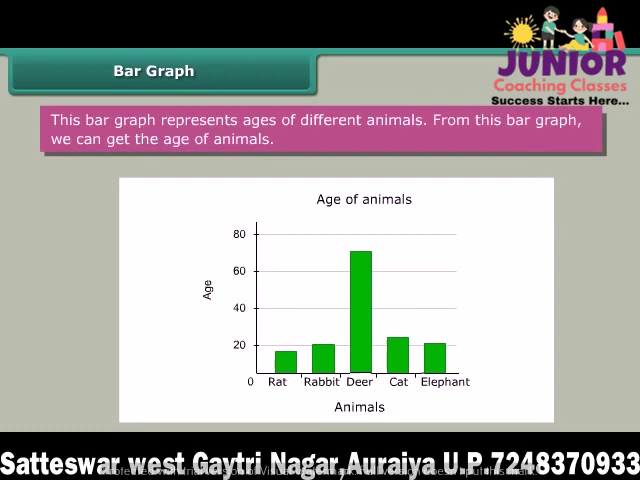 JUNIOR
Coaching Classes
Success Starts Here...
Bar Graph
This bar graph represents ages of different animals. From this bar graph,
we can get the age of animals.
Age of animals
80
60
40
20
0
Age
Rat Rabbit Deer Cat Elephant
Animals
Satteswar west Gaytri Nagar,Auraiya U.P 7248370933